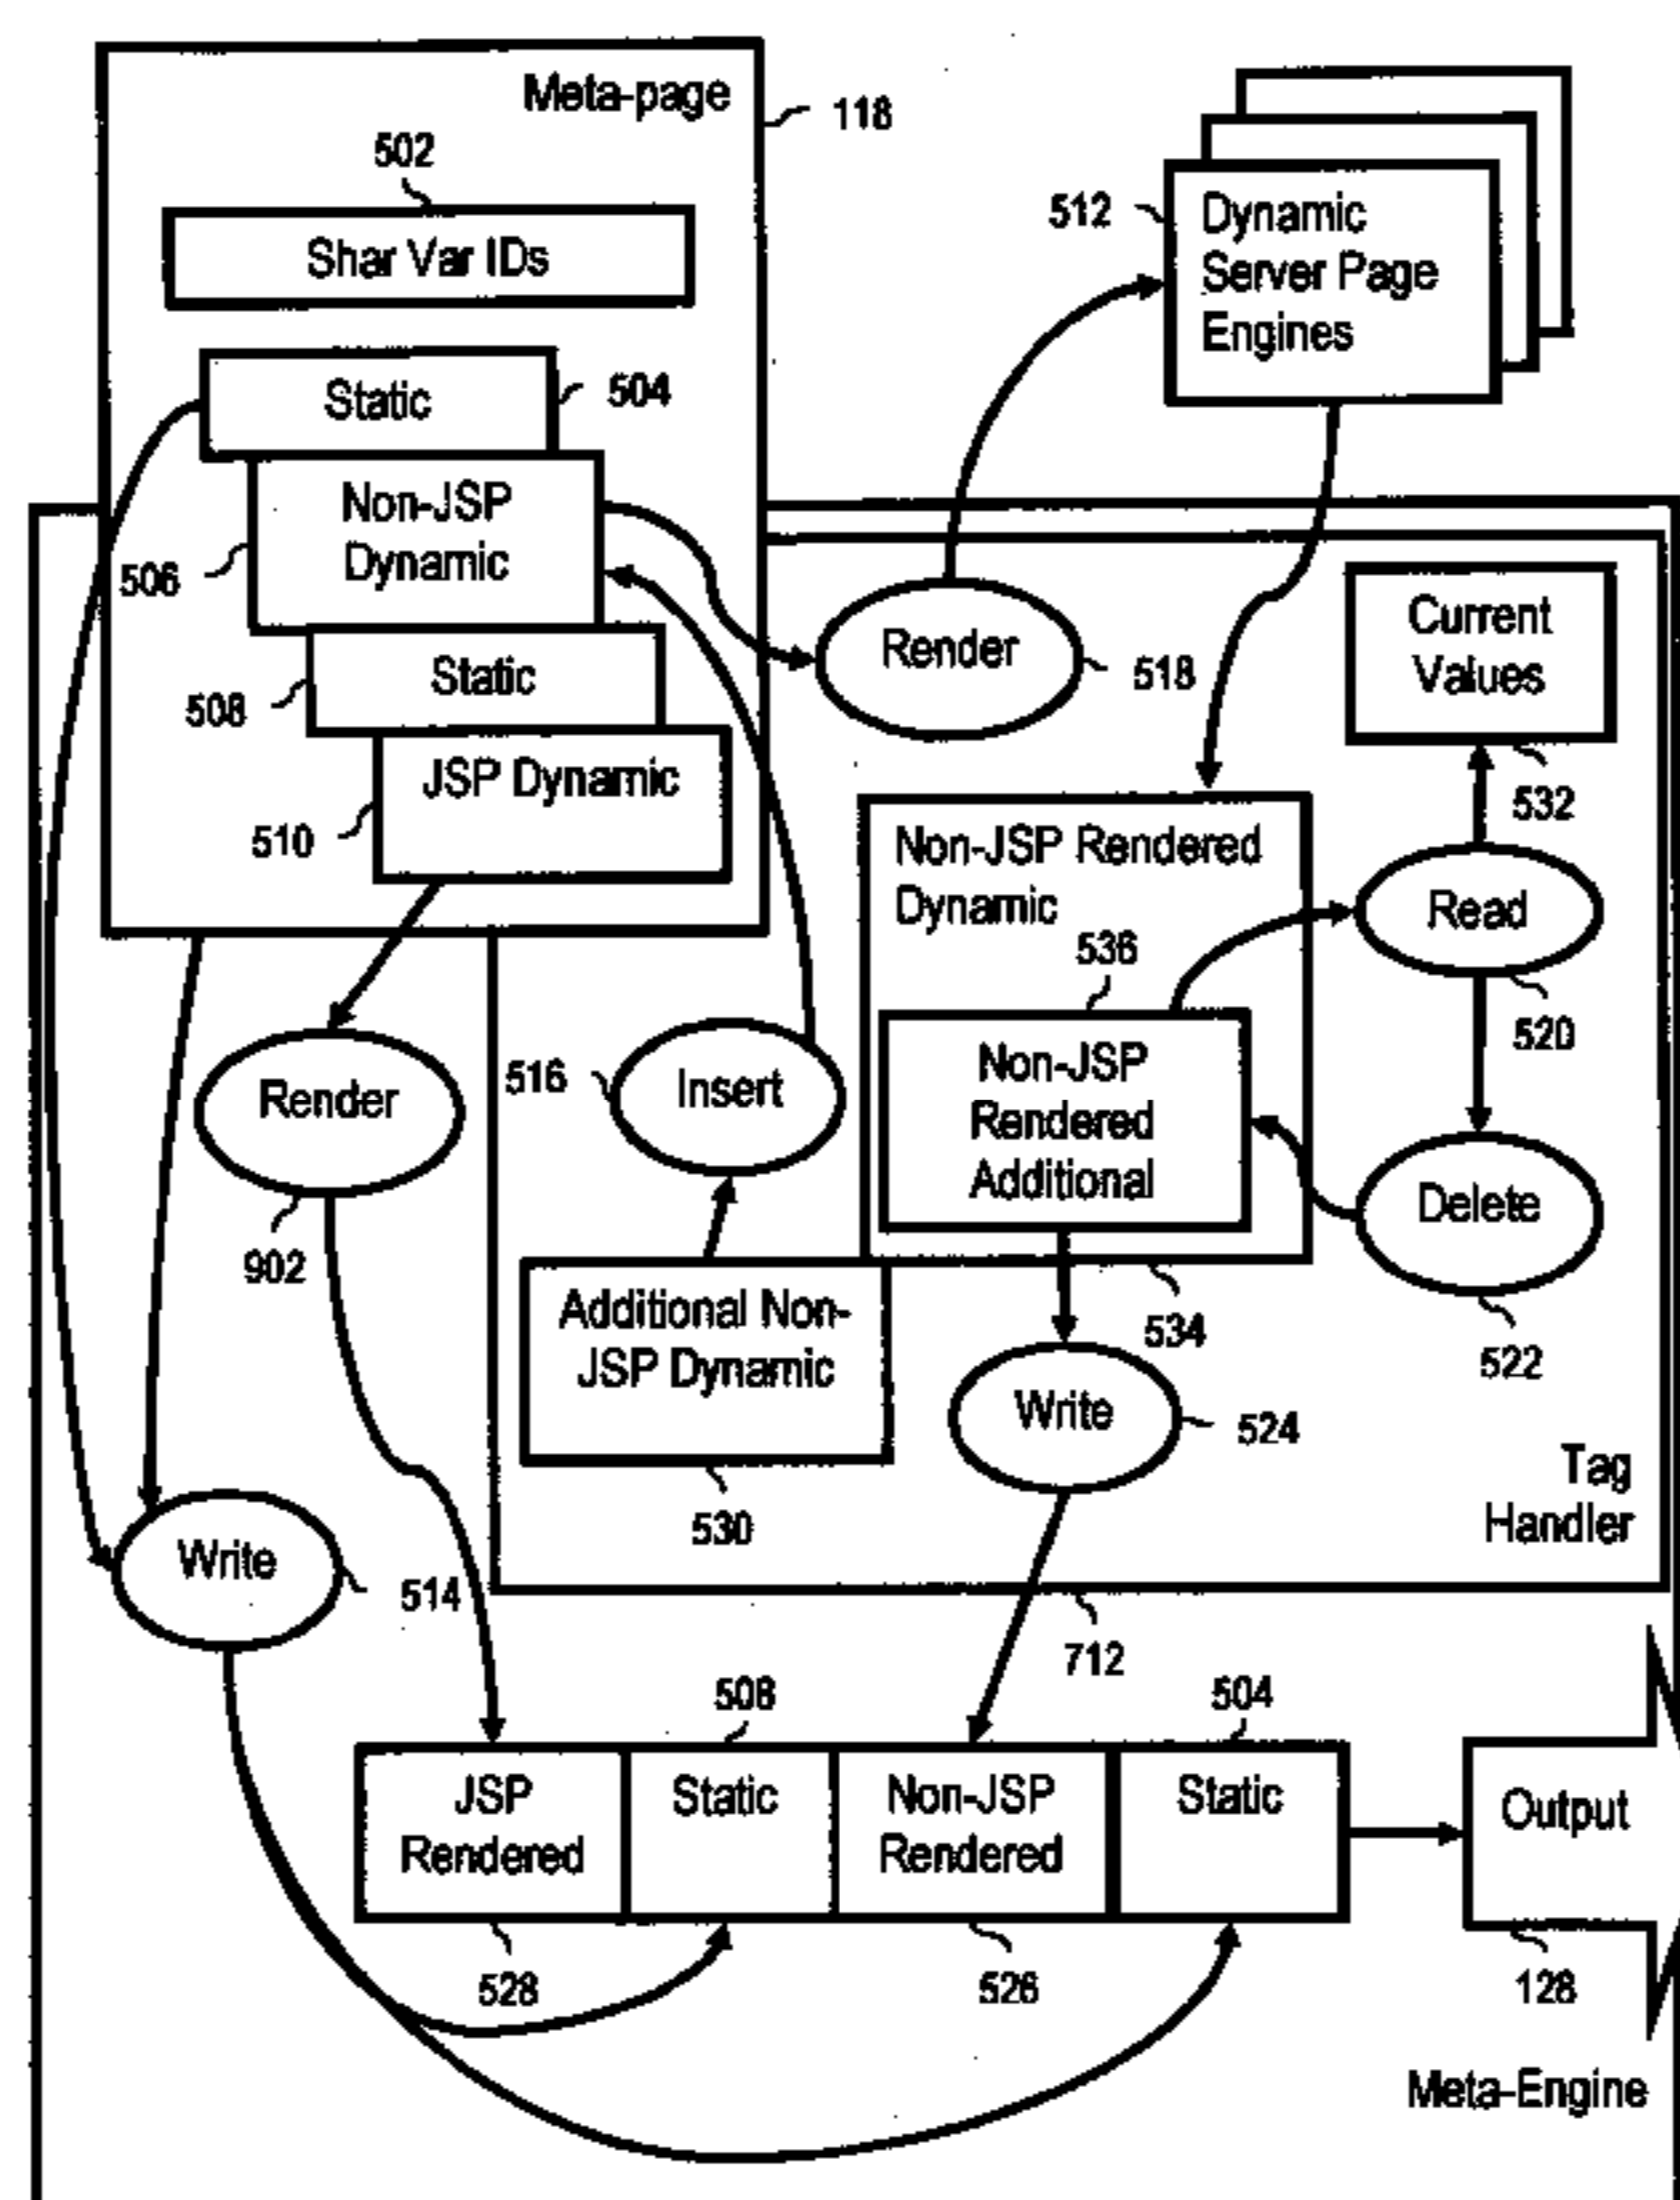 Meta-page
118
502
Shar Var IDs
512
Dynamic
Server Page
Engines
Static
504
Non-JSP
Dynamic
506
Static
508
JSP Dynamic
510
Render
518
Current
Values
532
Non-JSP Rendered
Dynamic
536
Read
520
Render
902
516
Insert
Non-JSP
Rendered
Additional
Delete
522
534
Additional Non-
JSP Dynamic
530
Write
524
Tag
Handler
Write
514
712
508
504
JSP
Rendered
Static
Non-JSP
Rendered
Static
Output
528
526
128
Meta-Engine